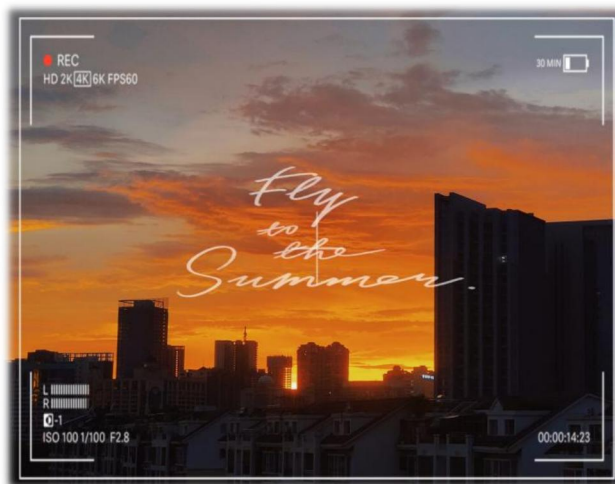 REC
30 MIN
HD 2K 4K 6K FPS60
Fly
to
the
Summer
L
R
-1
ISO 100 1/100 F2.8
00:00:14:23